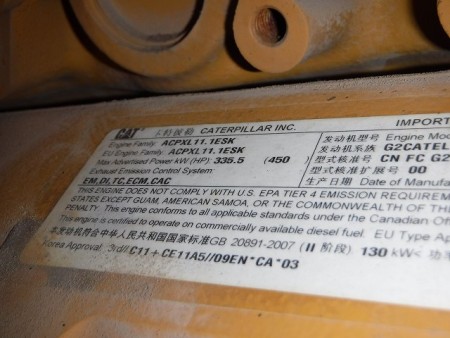 CAT 卡特彼勒 CATERPILLAR INC.
Engine Family: ACPXL11.1ESK
EU Engine Family: ACPXL11.1ESK
Max Advertised Power kW (HP): 335.5 (450)
Exhaust Emission Control System:
EM,DI,TC,ECM,CAC
IMPORT
发动机型号 Engine Mod
发动机系族 G2CATEL
型式核准号 CN FC G2
型式核准扩展号 00
生产日期 Date of Manufa
THIS ENGINE DOES NOT COMPLY WITH U.S. EPA TIER 4 EMISSION REQUIREM
STATES EXCEPT GUAM, AMERICAN SAMOA, OR THE COMMONWEALTH OF TH
PENALTY. This engine conforms to all applicable standards under the Canadian Of
This engine is certified to operate on commercially available diesel fuel. EU Type Ap
本发动机符合中华人民共和国国家标准GB 20891-2007 (II 阶段) 130 kW< 功率
Korea Approval: 3rd//C11+CE11A5//09EN*CA*03